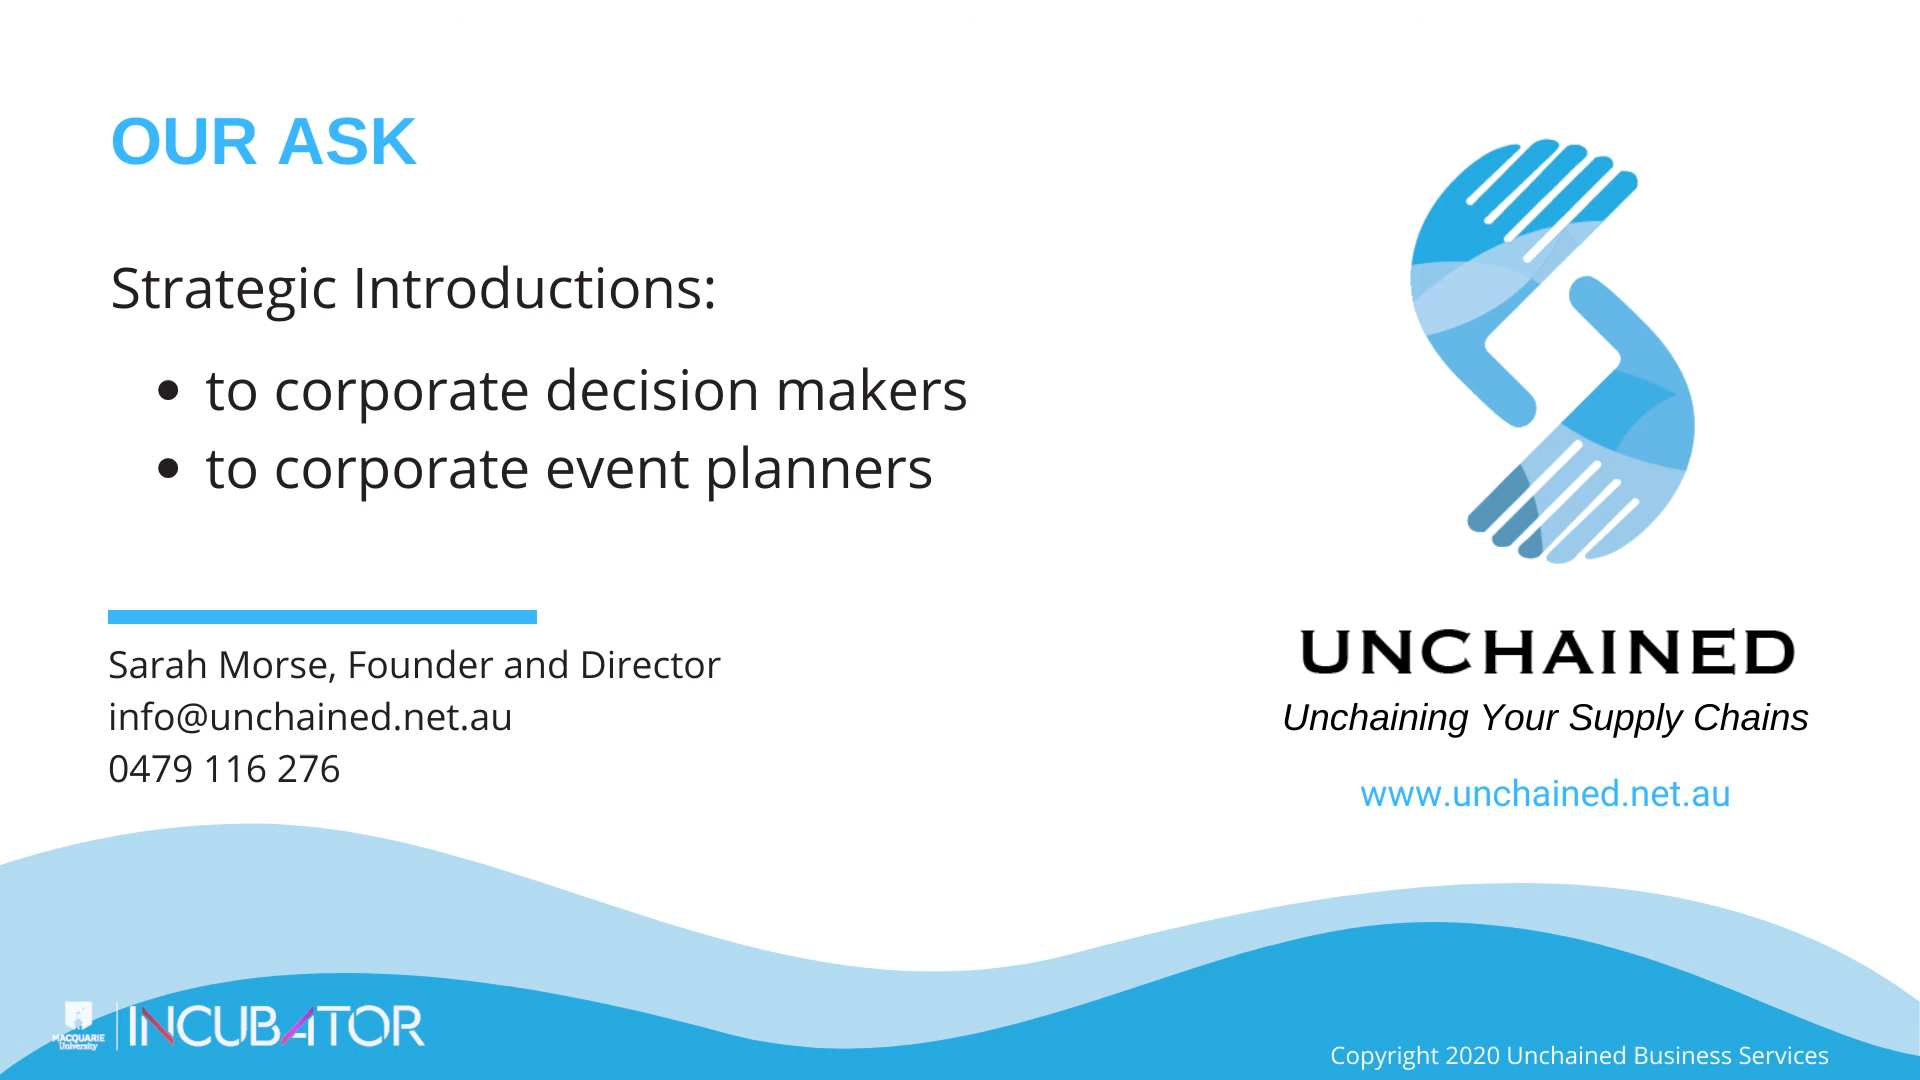 OUR ASK
Strategic Introductions:
• to corporate decision makers
• to corporate event planners
Sarah Morse, Founder and Director
info@unchained.net.au
0479 116 276
UNCHAINED
Unchaining Your Supply Chains
www.unchained.net.au
MACQUARIE
University
INCUBATOR
Copyright 2020 Unchained Business Services